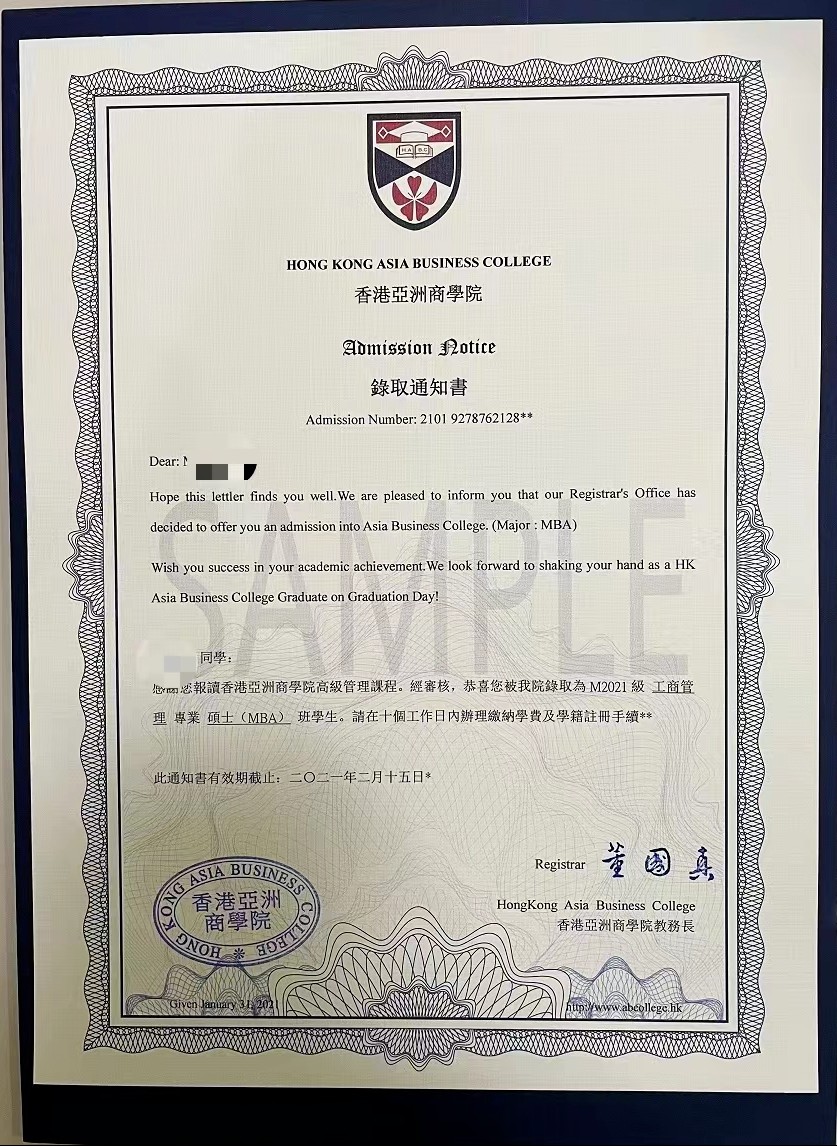 HA BC
HONG KONG ASIA BUSINESS COLLEGE
香港亞洲商學院
Admission Notice
錄取通知書
Admission Number: 2101 9278762128**
Dear:
Hope this lettler finds you well.We are pleased to inform you that our Registrar's Office has
decided to offer you an admission into Asia Business College. (Major : MBA)
Wish you success in your academic achievement.We look forward to shaking your hand as a HK
Asia Business College Graduate on Graduation Day!
SAMPLE
同學：
您報讀香港亞洲商學院高級管理課程。經審核，恭喜您被我院錄取為 M2021 級 工商管
理 專業 碩士（MBA） 班學生。請在十個工作日內辦理繳納學費及學籍註冊手續**
此通知書有效期截止：二〇二一年二月十五日*
Registrar 董國真
HongKong Asia Business College
香港亞洲商學院教務長
HONG KONG ASIA BUSINESS COLLEGE
香港亞洲
商學院
Given January 31, 2021
http://www.abcollege.hk